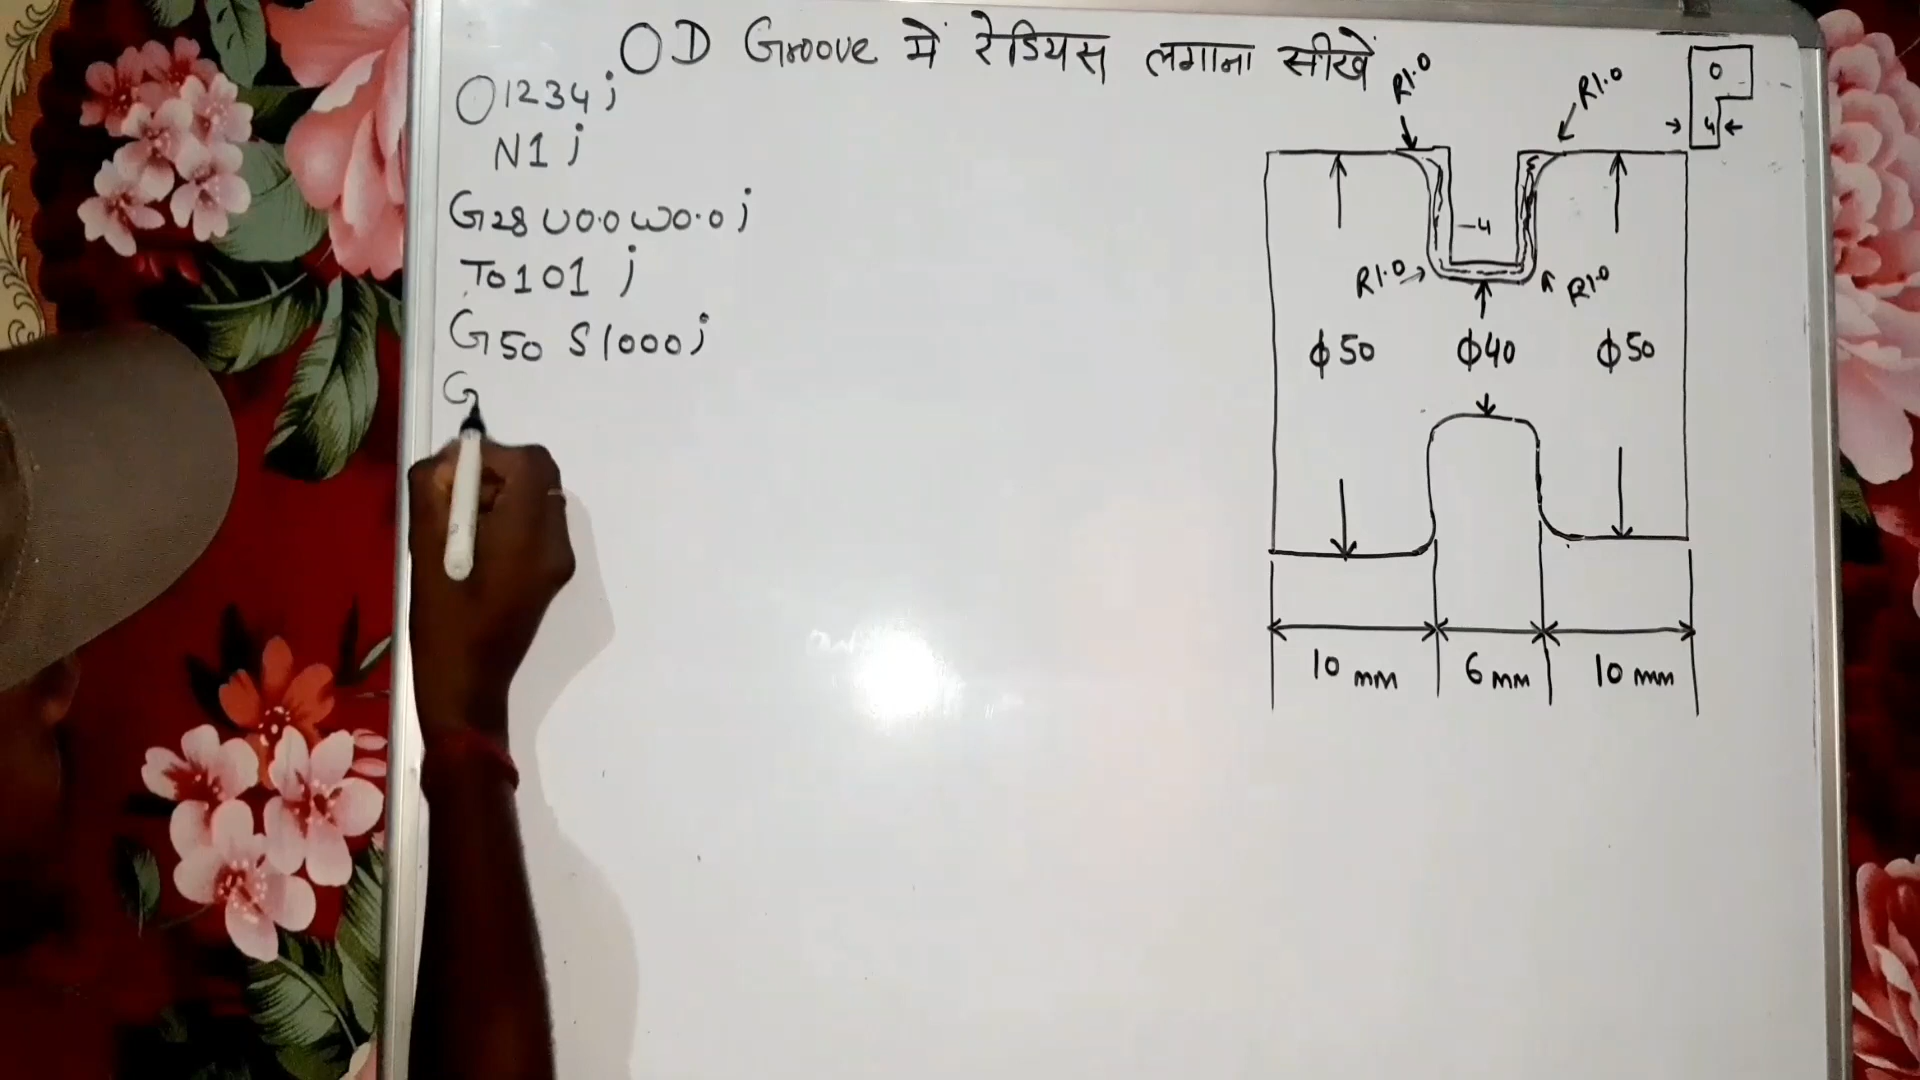 OD Groove में रेडियस लगाना सीखें
O1234;
N1;
G28 U0.0 W0.0;
T0101;
G50 S1000;
G
R1.0
R1.0
0
4
-4
R1.0
R1.0
φ50
φ40
φ50
10 mm
6 mm
10 mm